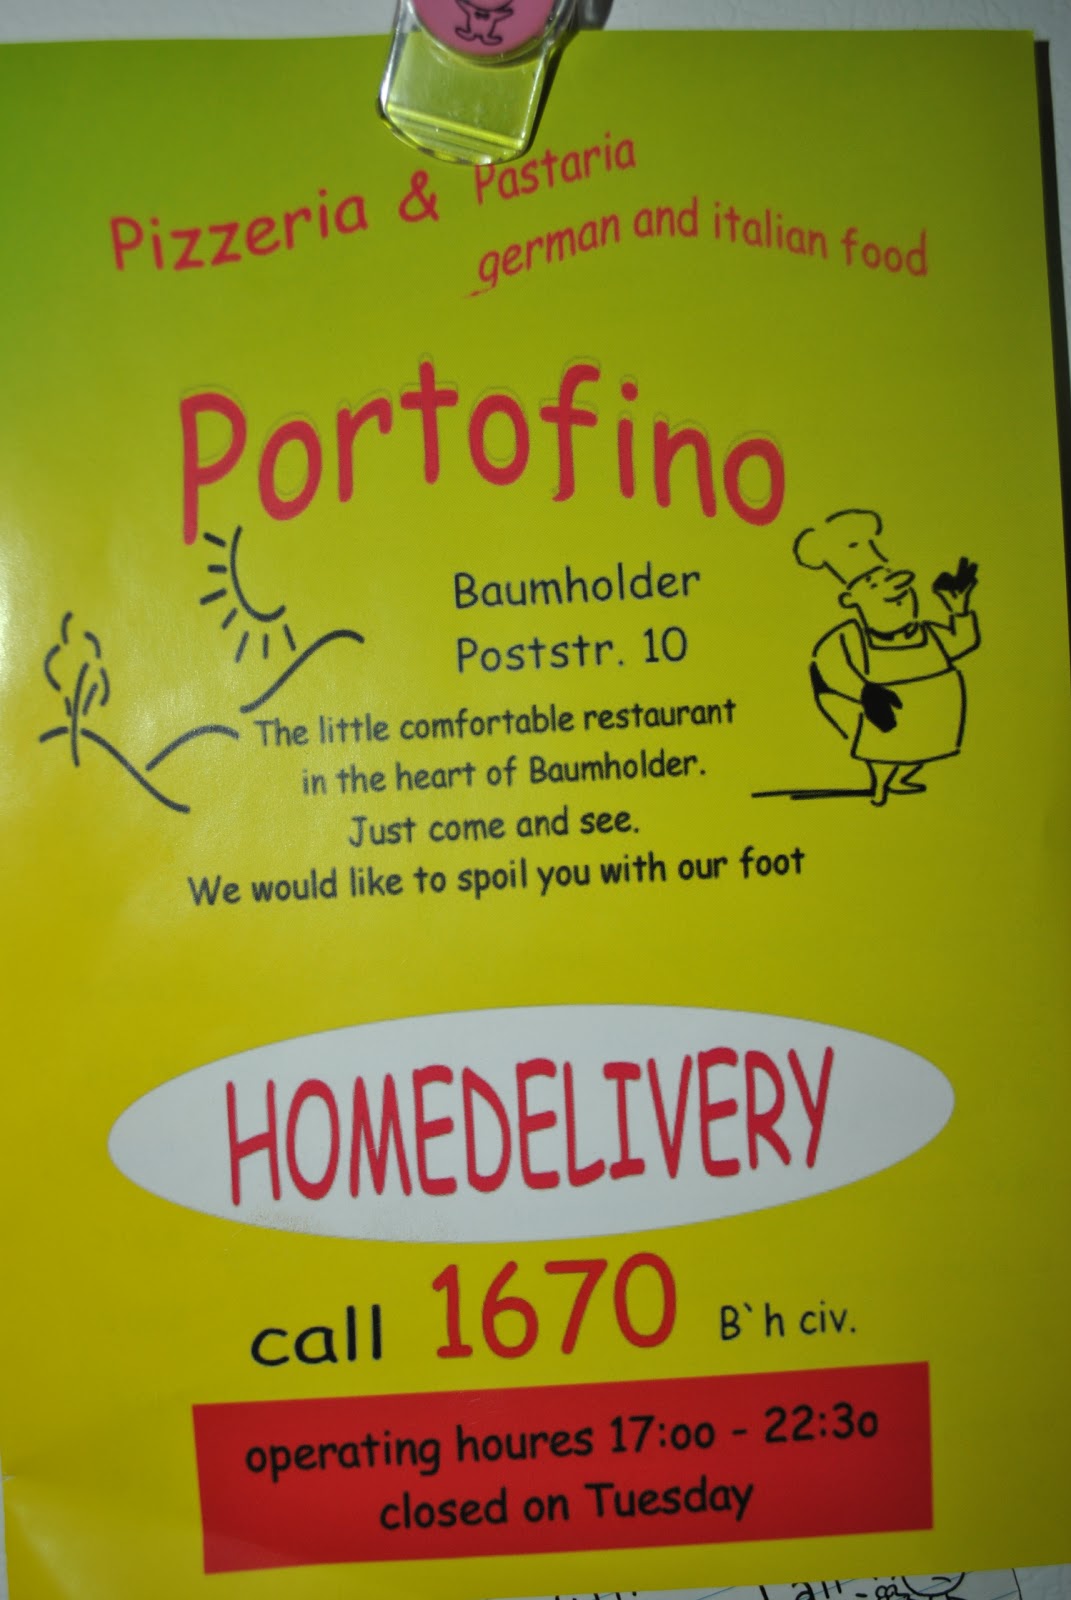 Pizzeria & Pastaria
german and italian food
Portofino
Baumholder
Poststr. 10
The little comfortable restaurant
in the heart of Baumholder.
Just come and see.
We would like to spoil you with our foot
HOMEDELIVERY
call 1670 B`h civ.
operating houres 17:oo - 22:3o
closed on Tuesday